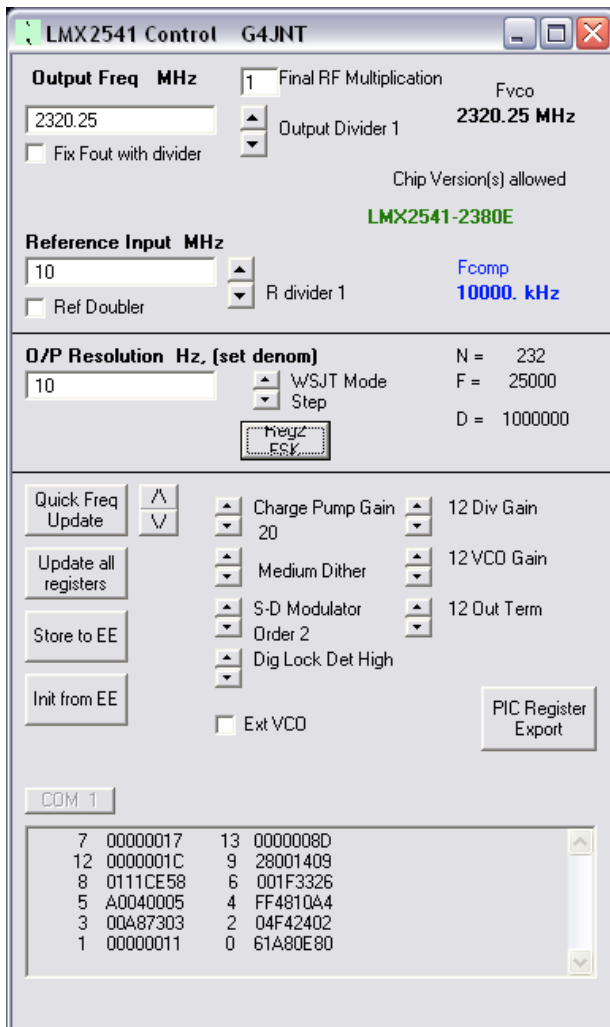 LMX2541 Control G4JNT
Output Freq MHz
1 Final RF Multiplication
Fvco
2320.25 MHz
2320.25
Output Divider 1
Fix Fout with divider
Chip Version(s) allowed
LMX2541-2380E
Reference Input MHz
10
R divider 1
Fcomp
10000. kHz
Ref Doubler
O/P Resolution Hz, (set denom)
10
WSJT Mode
Step
N = 232
F = 25000
D = 1000000
Reg2
FSK
Quick Freq
Update
/\
\/
Charge Pump Gain
20
12 Div Gain
Update all
registers
Medium Dither
12 VCO Gain
Store to EE
S-D Modulator
Order 2
12 Out Term
Dig Lock Det High
Init from EE
Ext VCO
PIC Register
Export
COM 1
7 00000017 13 0000008D
12 0000001C 9 28001409
8 0111CE58 6 001F3326
5 A0040005 4 FF4810A4
3 00A87303 2 04F42402
1 00000011 0 61A80E80